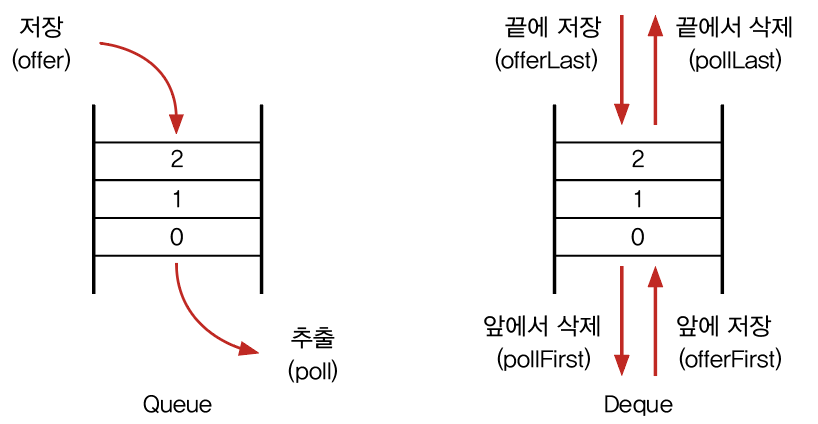 저장
(offer)
2
1
0
추출
(poll)
Queue
끝에 저장
(offerLast)
끝에서 삭제
(pollLast)
2
1
0
앞에서 삭제
(pollFirst)
앞에 저장
(offerFirst)
Deque